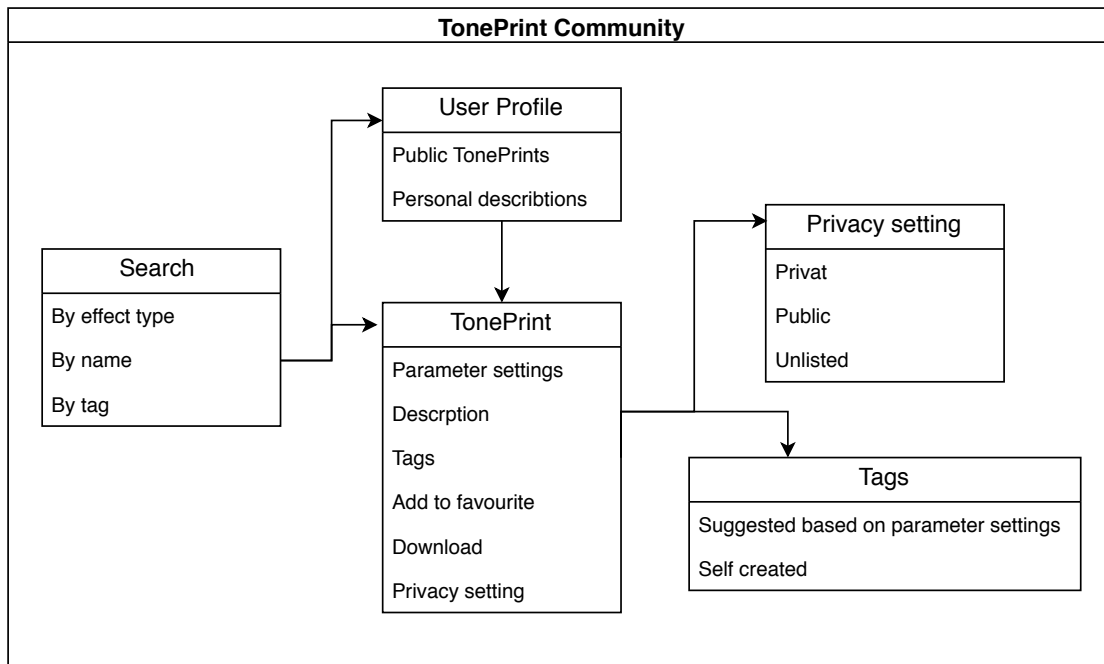 TonePrint Community
User Profile
Public TonePrints
Personal describtions
Search
By effect type
By name
By tag
TonePrint
Parameter settings
Descrption
Tags
Add to favourite
Download
Privacy setting
Privacy setting
Privat
Public
Unlisted
Tags
Suggested based on parameter settings
Self created